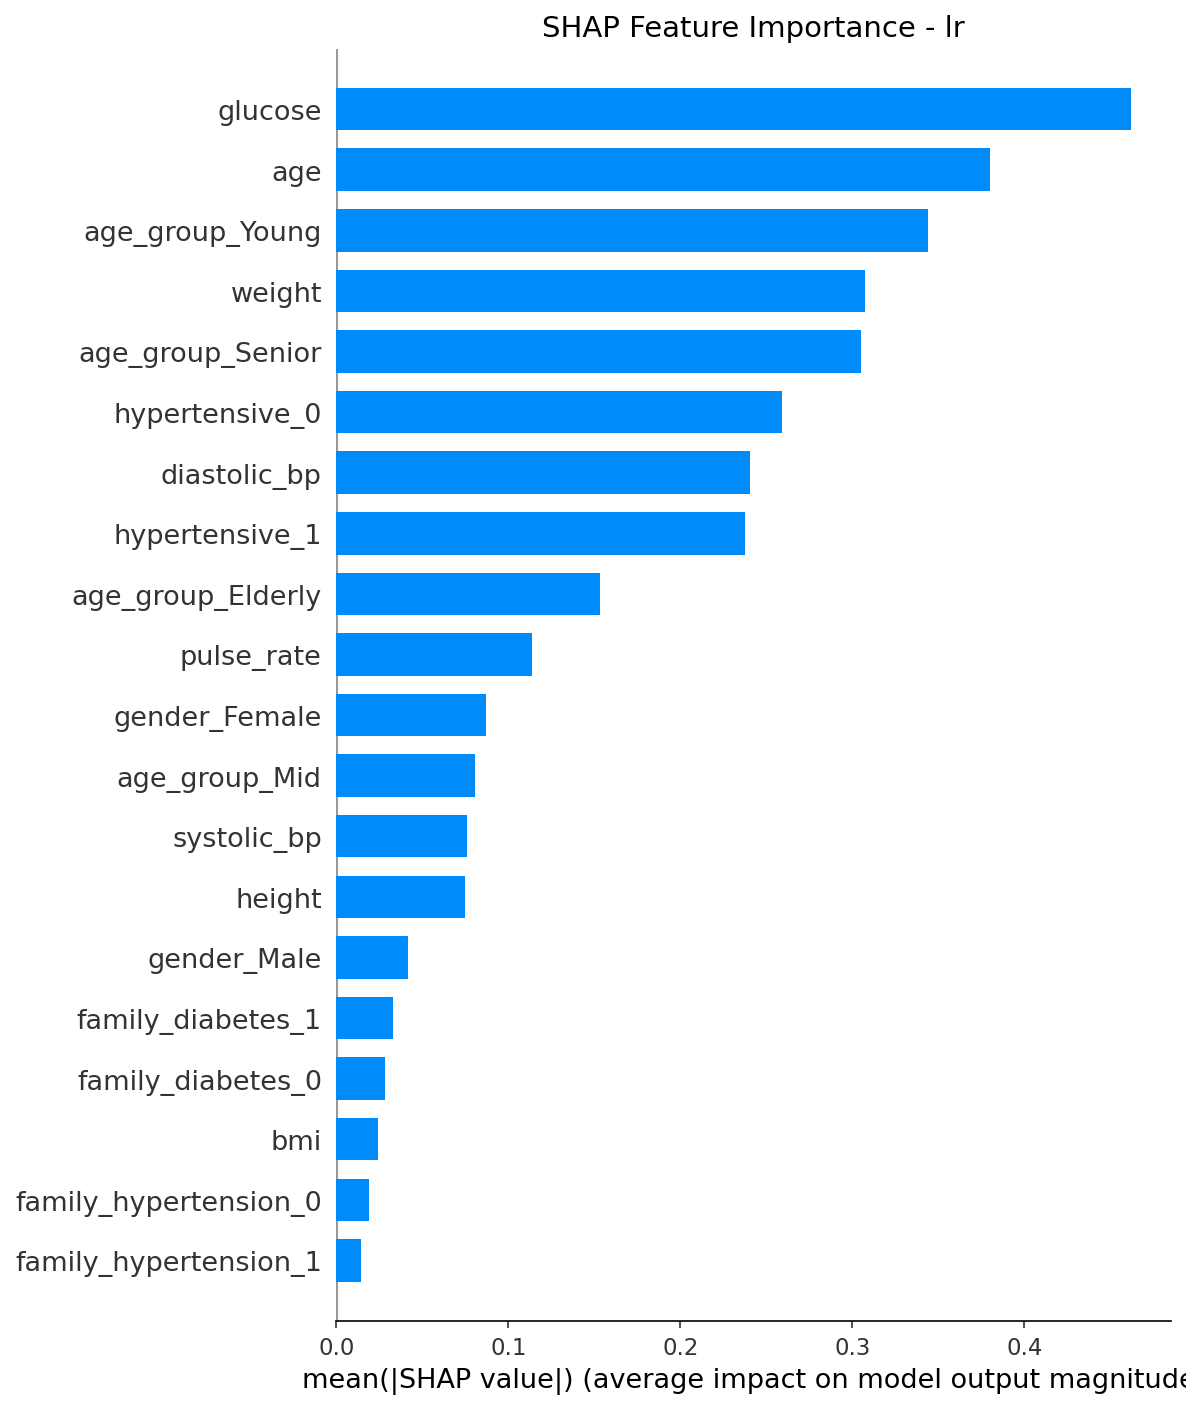 SHAP Feature Importance - lr
glucose
age
age_group_Young
weight
age_group_Senior
hypertensive_0
diastolic_bp
hypertensive_1
age_group_Elderly
pulse_rate
gender_Female
age_group_Mid
systolic_bp
height
gender_Male
family_diabetes_1
family_diabetes_0
bmi
family_hypertension_0
family_hypertension_1
0.0 0.1 0.2 0.3 0.4
mean(|SHAP value|) (average impact on model output magnitude